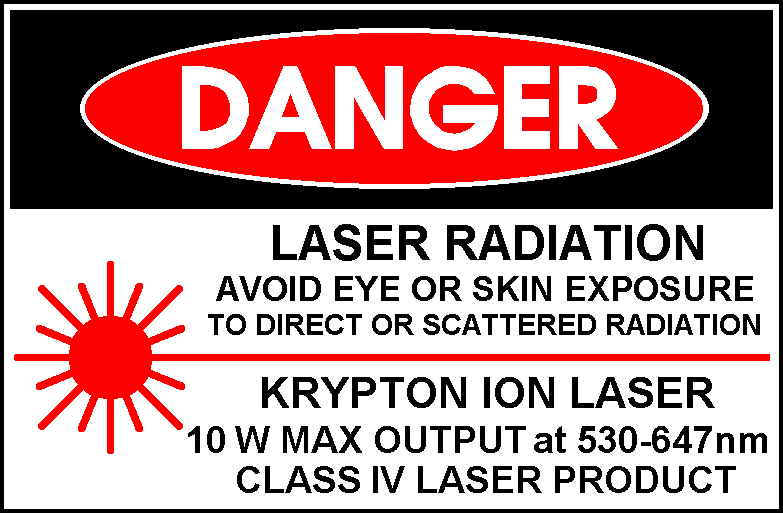 DANGER
LASER RADIATION
AVOID EYE OR SKIN EXPOSURE
TO DIRECT OR SCATTERED RADIATION
KRYPTON ION LASER
10 W MAX OUTPUT at 530-647nm
CLASS IV LASER PRODUCT